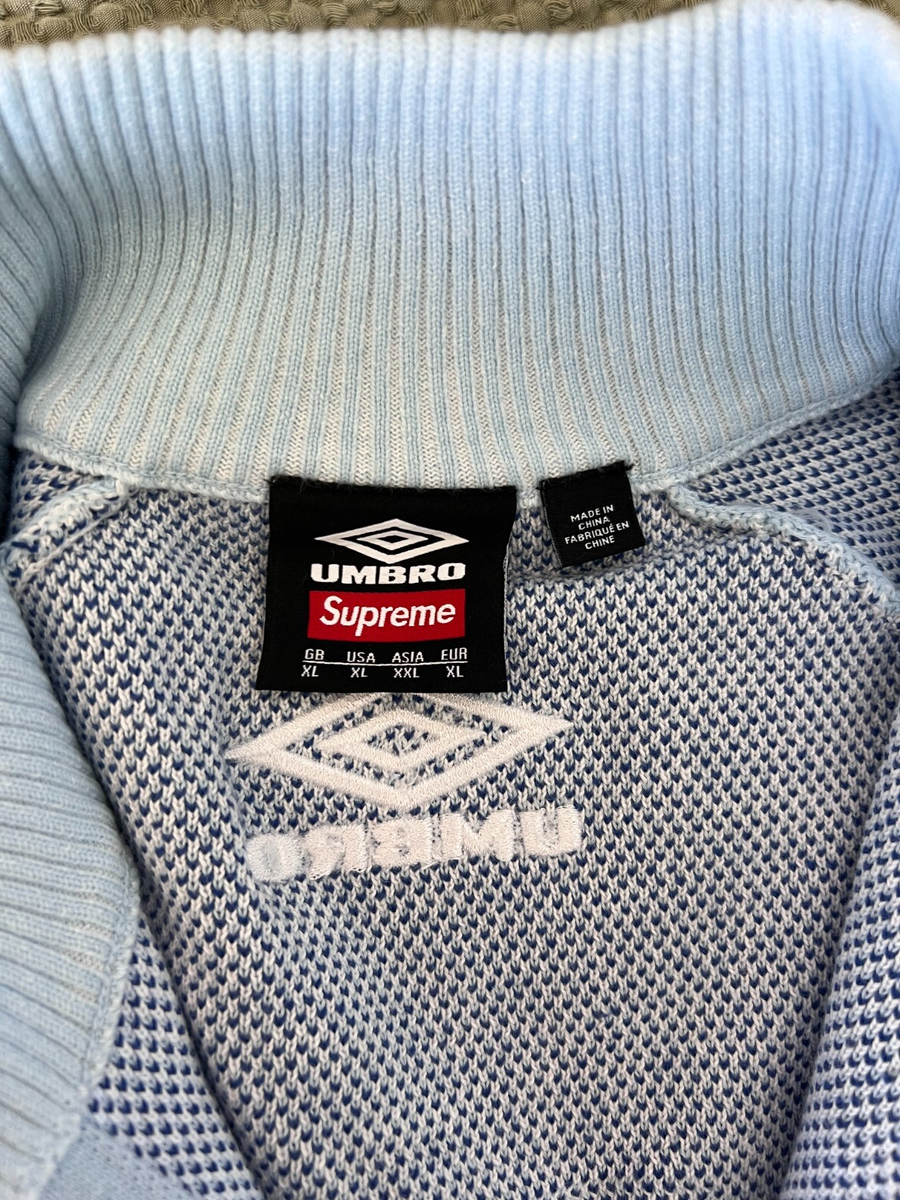 UMBRO
Supreme
GB USA ASIA EUR
XL XL XXL XL
MADE IN
CHINA
FABRIQUÉ EN
CHINE
UMBRO